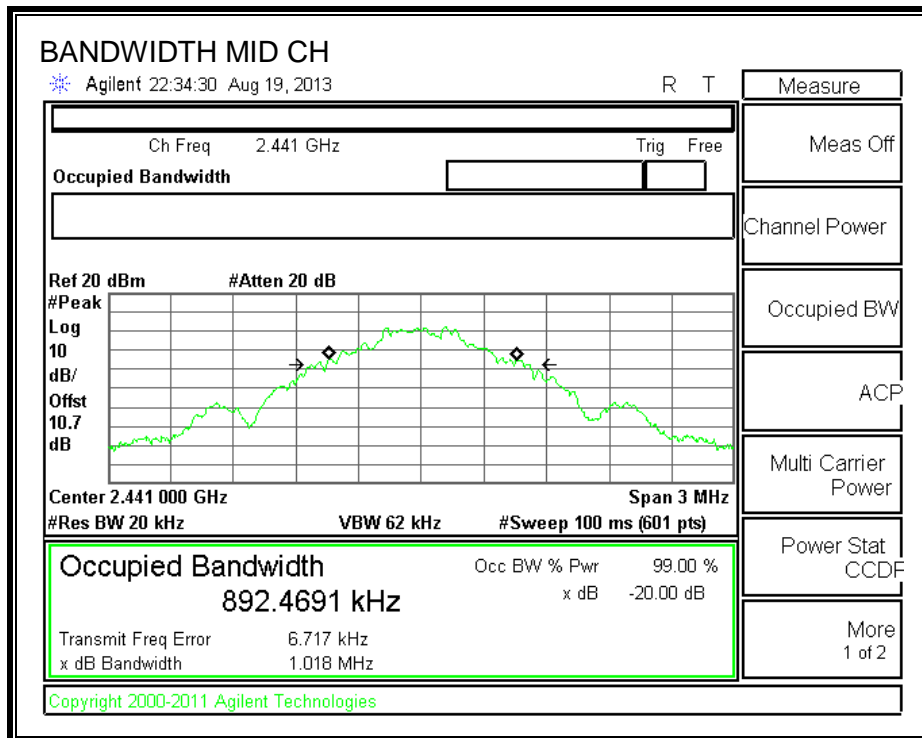 BANDWIDTH MID CH
Agilent 22:34:30 Aug 19, 2013 R T
Measure
Ch Freq 2.441 GHz Trig Free
Occupied Bandwidth
Meas Off
Channel Power
Occupied BW
ACP
Multi Carrier
Power
Power Stat
CCDF
More
1 of 2
Ref 20 dBm #Atten 20 dB
#Peak
Log
10
dB/
Offst
10.7
dB
Center 2.441 000 GHz Span 3 MHz
#Res BW 20 kHz VBW 62 kHz #Sweep 100 ms (601 pts)
Occupied Bandwidth Occ BW % Pwr 99.00 %
892.4691 kHz x dB -20.00 dB
Transmit Freq Error 6.717 kHz
x dB Bandwidth 1.018 MHz
Copyright 2000-2011 Agilent Technologies